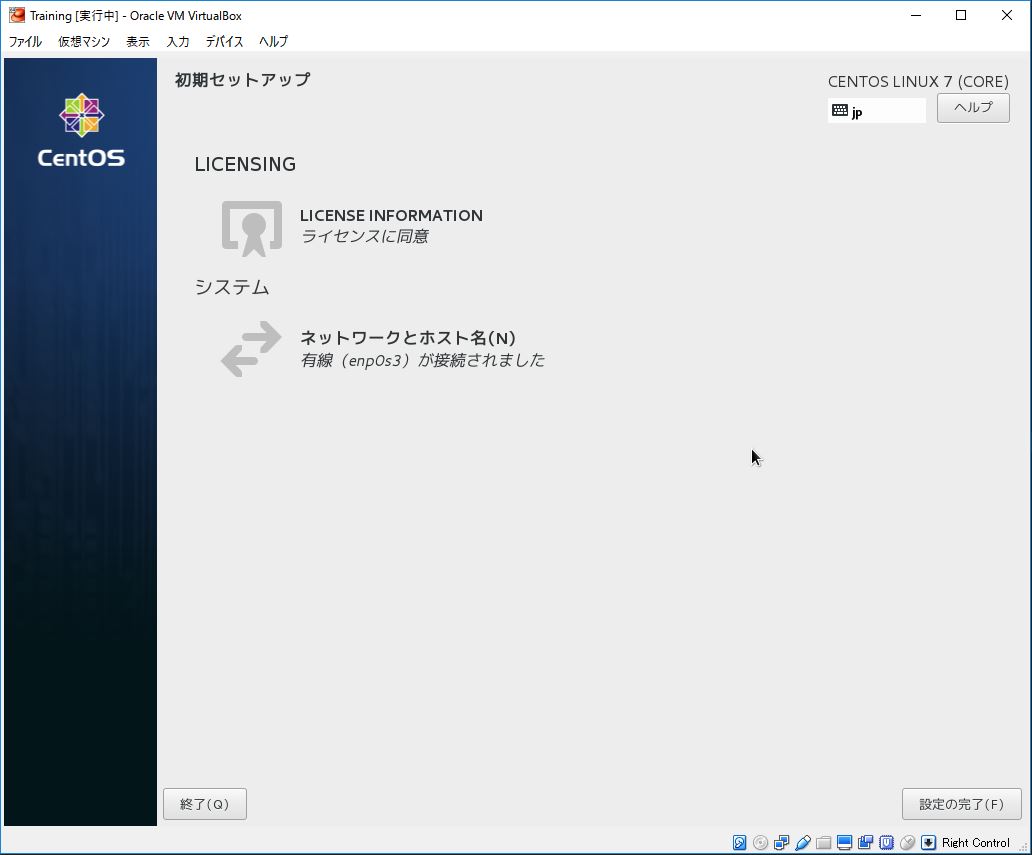 Training [実行中] - Oracle VM VirtualBox
ファイル 仮想マシン 表示 入力 デバイス ヘルプ
CentOS
初期セットアップ
CENTOS LINUX 7 (CORE)
jp
ヘルプ
LICENSING
LICENSE INFORMATION
ライセンスに同意
システム
ネットワークとホスト名(N)
有線（enp0s3）が接続されました
終了(Q)
設定の完了(F)
Right Control